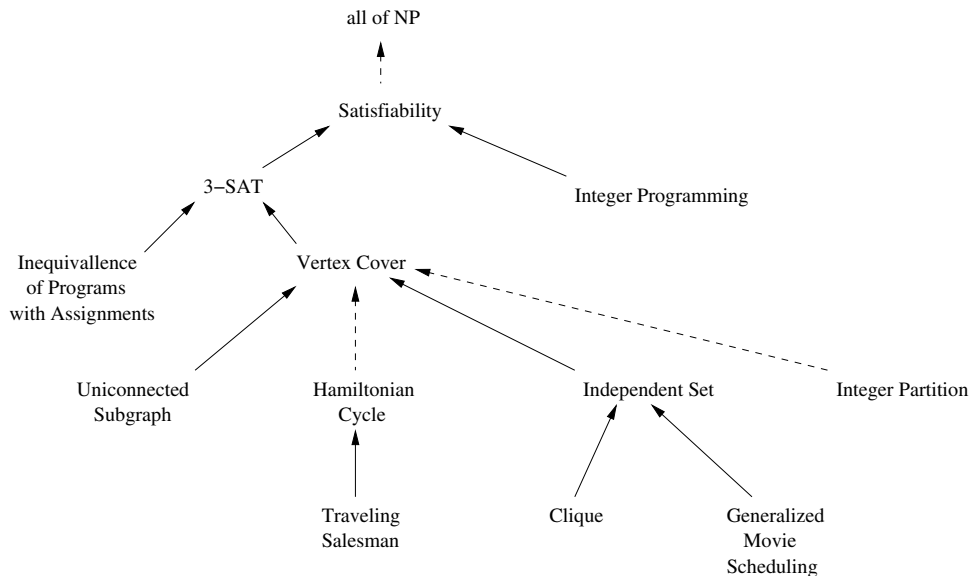 all of NP
Satisfiability
3−SAT
Integer Programming
Inequivallence
of Programs
with Assignments
Vertex Cover
Uniconnected
Subgraph
Hamiltonian
Cycle
Independent Set
Integer Partition
Traveling
Salesman
Clique
Generalized
Movie
Scheduling